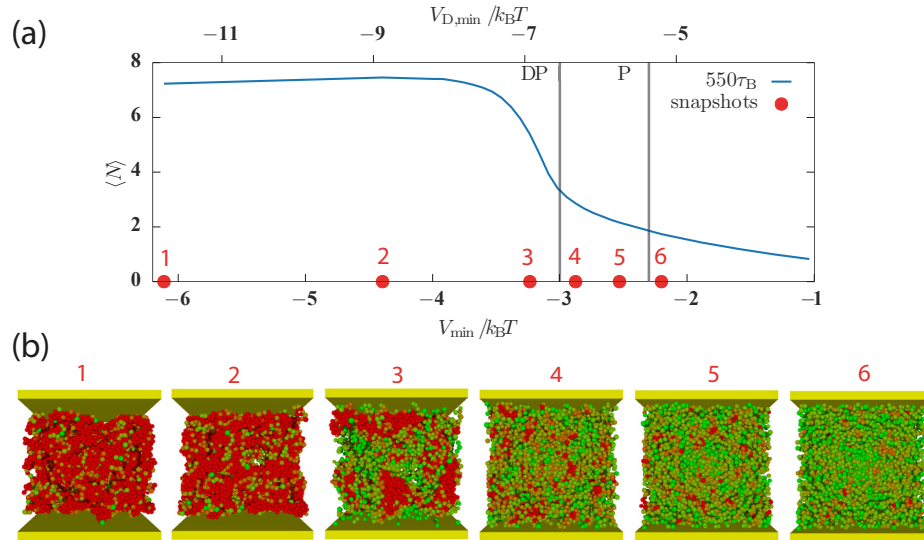 (a)
V_D,min /k_BT
−11 −9 −7 −5
8
6
4
2
0
⟨N⟩
DP P
550τ_B
snapshots
1 2 3 4 5 6
−6 −5 −4 −3 −2 −1
V_min /k_BT
(b)
1 2 3 4 5 6